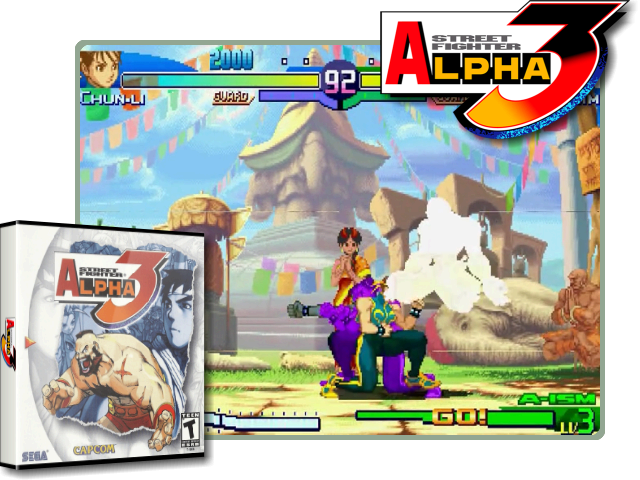 STREET
FIGHTER
ALPHA 3
2000
92
CHUN-LI
GUARD
STREET
FIGHTER
ALPHA 3
A-ISM
GO!
LV 3
TEEN
T
SEGA
CAPCOM